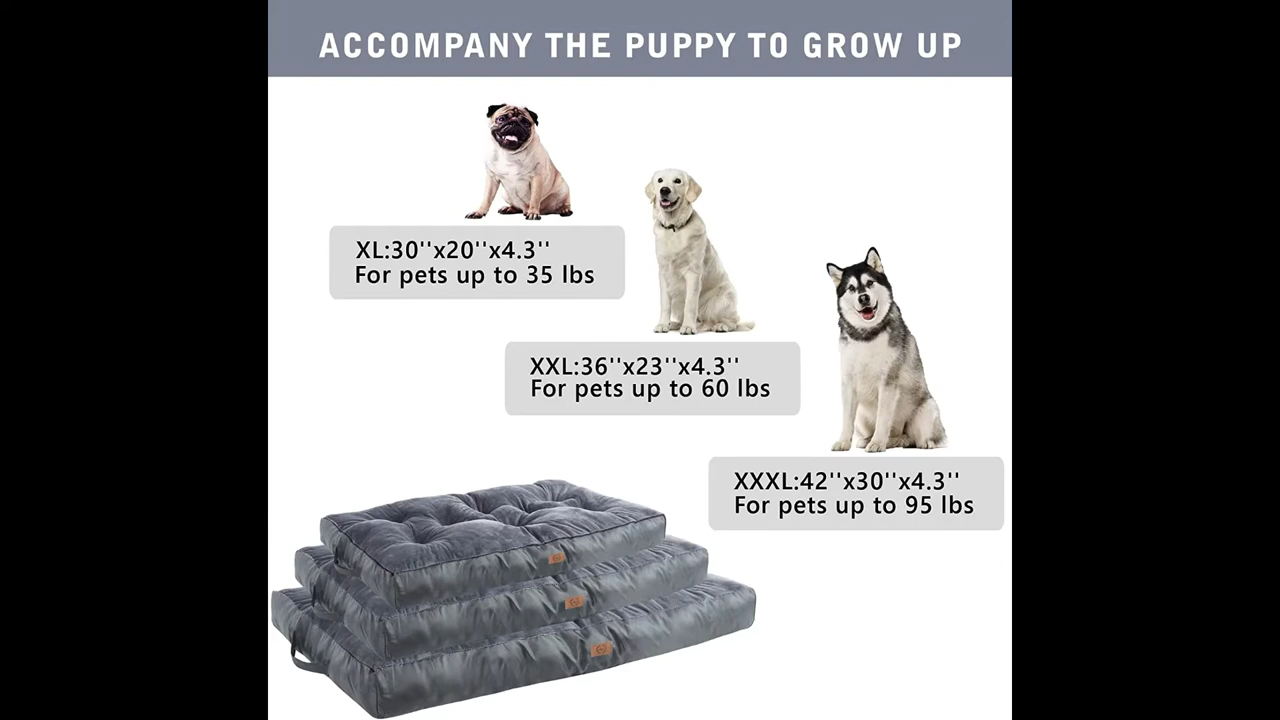 ACCOMPANY THE PUPPY TO GROW UP
XL:30''x20''x4.3''
For pets up to 35 lbs
XXL:36''x23''x4.3''
For pets up to 60 lbs
XXXL:42''x30''x4.3''
For pets up to 95 lbs